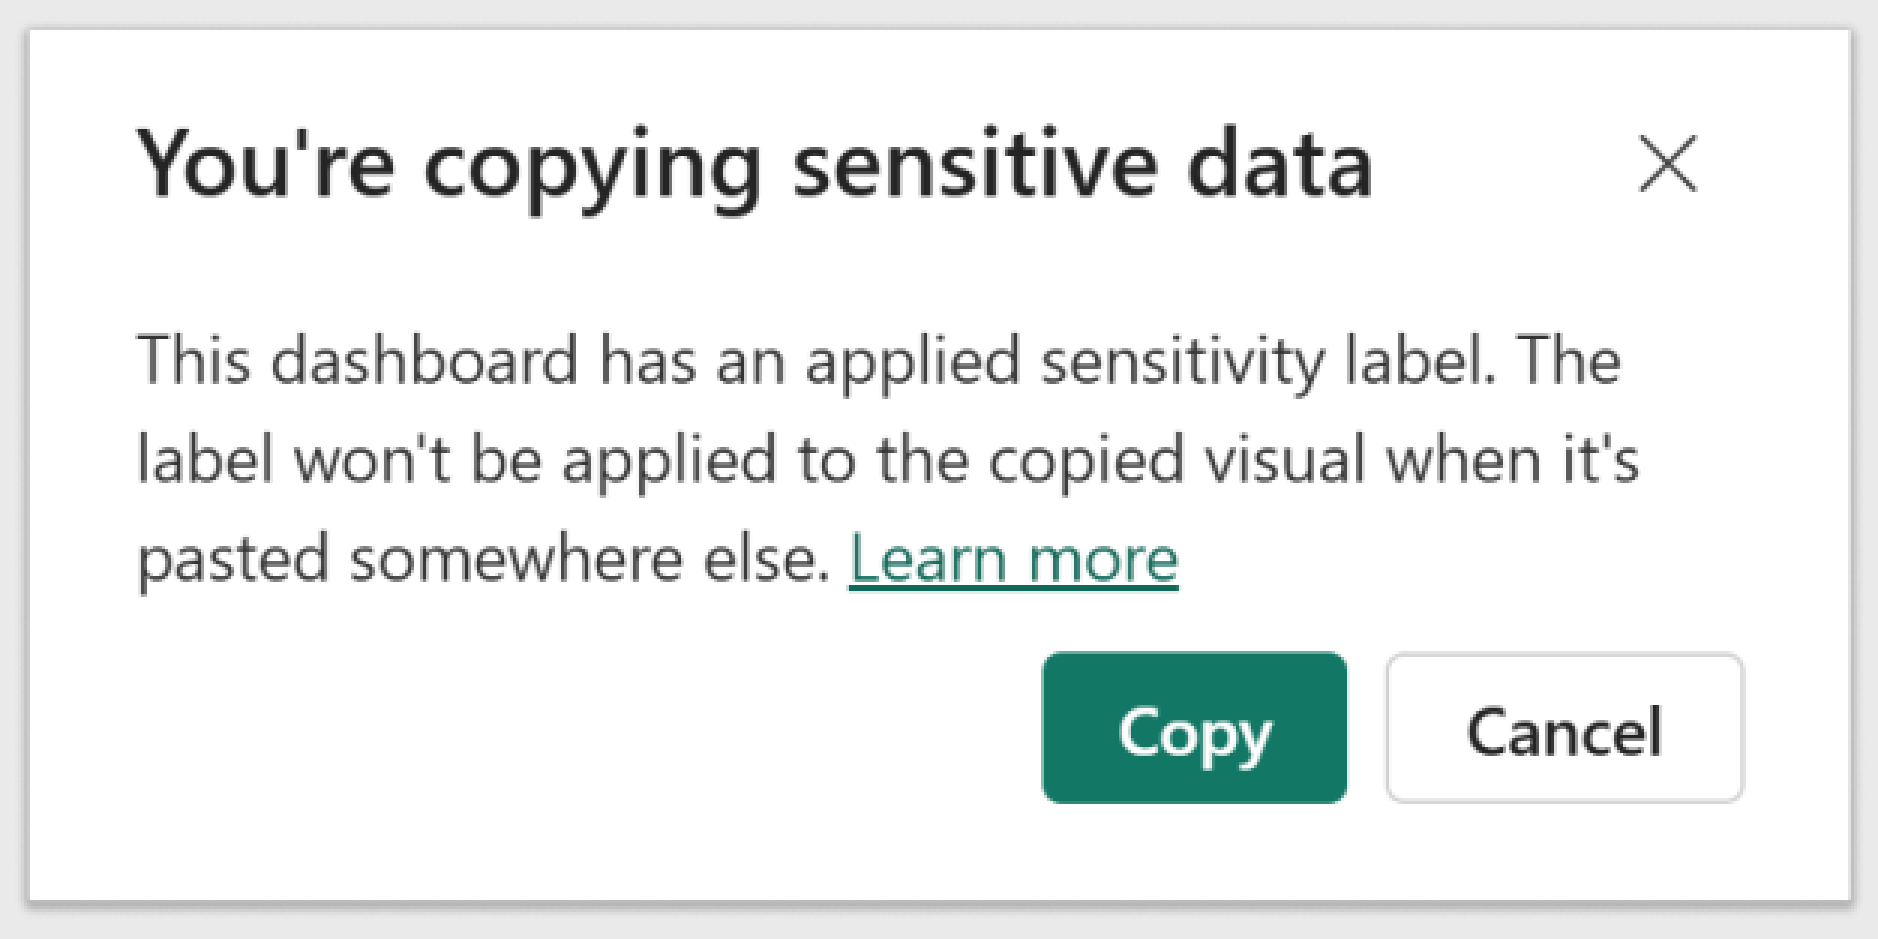 You're copying sensitive data
This dashboard has an applied sensitivity label. The
label won't be applied to the copied visual when it's
pasted somewhere else. Learn more
Copy
Cancel